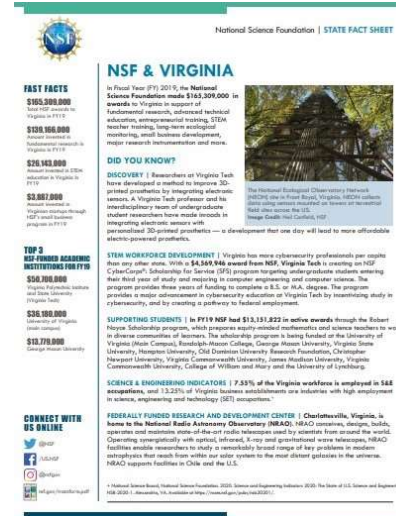 National Science Foundation | STATE FACT SHEET
NSF
NSF & VIRGINIA
FAST FACTS
$165,309,000
Total NSF awards to
Virginia in FY19
$139,166,000
Amount invested in
fundamental research in
Virginia in FY19
$26,143,000
Amount invested in STEM
education in Virginia in
FY19
Amount invested in
Virginian startups through
NSF's small business
program in FY19
TOP 3
NSF-FUNDED ACADEMIC
INSTITUTIONS FOR FY19
Virginia Polytechnic Institute
and State University
(Virginia Tech)
$36,180,000
University of Virginia
(main campus)
$13,779,000
George Mason University
CONNECT WITH
US ONLINE
@NSF
In Fiscal Year (FY) 2019, the National
Science Foundation made $165,309,000 in
awards to Virginia in support of
fundamental research, advanced technical
education, entrepreneurial training, STEM
teacher training, long-term ecological
monitoring, small business development,
major research instrumentation and more.
DID YOU KNOW?
DISCOVERY | Researchers at Virginia Tech
have developed a method to improve 3D-
printed prosthetics by integrating electronic
sensors. A Virginia Tech professor and his
interdisciplinary team of undergraduate
student researchers have made inroads in
integrating electronic sensors with
personalized 3D-printed prosthetics — a development that one day will lead to more affordable
electric-powered prosthetics.
The National Ecological Observatory Network
(NEON) site in Front Royal, Virginia. NEON collects
data using sensors mounted on towers at terrestrial
field sites across the US.
Image Credit: NSF
STEM WORKFORCE DEVELOPMENT | Virginia has more cybersecurity professionals per capita
than any other state. With a $4,569,946 award from NSF, Virginia Tech is creating an NSF
CyberCorps®: Scholarship for Service (SFS) program targeting undergraduate students entering
their third year of study and majoring in computer engineering and computer science. The
program provides three years of funding to complete a B.S. or M.A. degree. The program
provides a major advancement in cybersecurity education at Virginia Tech by incentivizing study in
cybersecurity, and by creating a pathway to federal employment.
SUPPORTING STUDENTS | In FY19 NSF had $13,151,822 in active awards through the Robert
Noyce Scholarship program, which prepares equity-minded mathematics and science teachers to wo
in diverse communities of learners. The scholarship program is being funded at the University of
Virginia (Main Campus), Randolph-Macon College, George Mason University, Virginia State
University, Hampton University, Old Dominion University Research Foundation, Christopher
Newport University, Virginia Commonwealth University, James Madison University, Virginia
Commonwealth University, College of William and Mary and the University of Lynchburg.
SCIENCE & ENGINEERING INDICATORS | 7.53% of the Virginia workforce is employed in S&E
occupations, and 13.25% of Virginia business establishments are industries with high employment
in science, engineering and technology (SET) occupations.
FEDERALLY FUNDED RESEARCH AND DEVELOPMENT CENTER | Charlottesville, Virginia, is
home to the National Radio Astronomy Observatory (NRAO). NRAO conceives, designs, builds,
operates and maintains state-of-the-art radio telescopes used by scientists from around the world.
Operating synergistically with optical, infrared, X-ray and gravitational wave telescopes, NRAO
facilities enable researchers to study a remarkably broad range of key problems in modern
astrophysics that reach from within our solar system to the most distant galaxies in the universe.
NRAO supports facilities in Chile and the U.S.